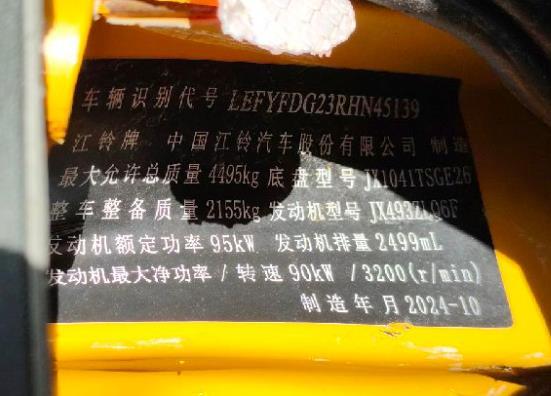 车辆识别代号 LEFYFDG23RHN45139
江铃牌 中国江铃汽车股份有限公司 制造
最大允许总质量 4495kg 底盘型号 JX1041TSGE26
整车整备质量 2155kg 发动机型号 JX493ZLQ6F
发动机额定功率 95kW 发动机排量 2499mL
发动机最大净功率 / 转速 90kW / 3200(r/min)
制造年月 2024-10